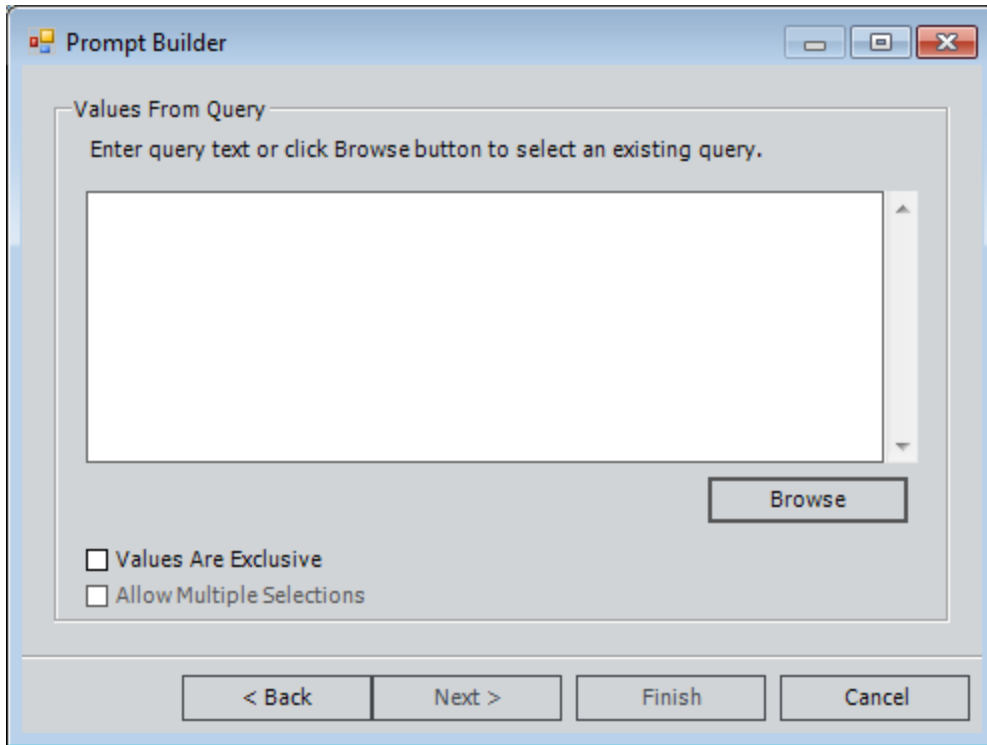 Prompt Builder
Values From Query
Enter query text or click Browse button to select an existing query.
Browse
Values Are Exclusive
Allow Multiple Selections
< Back Next > Finish Cancel